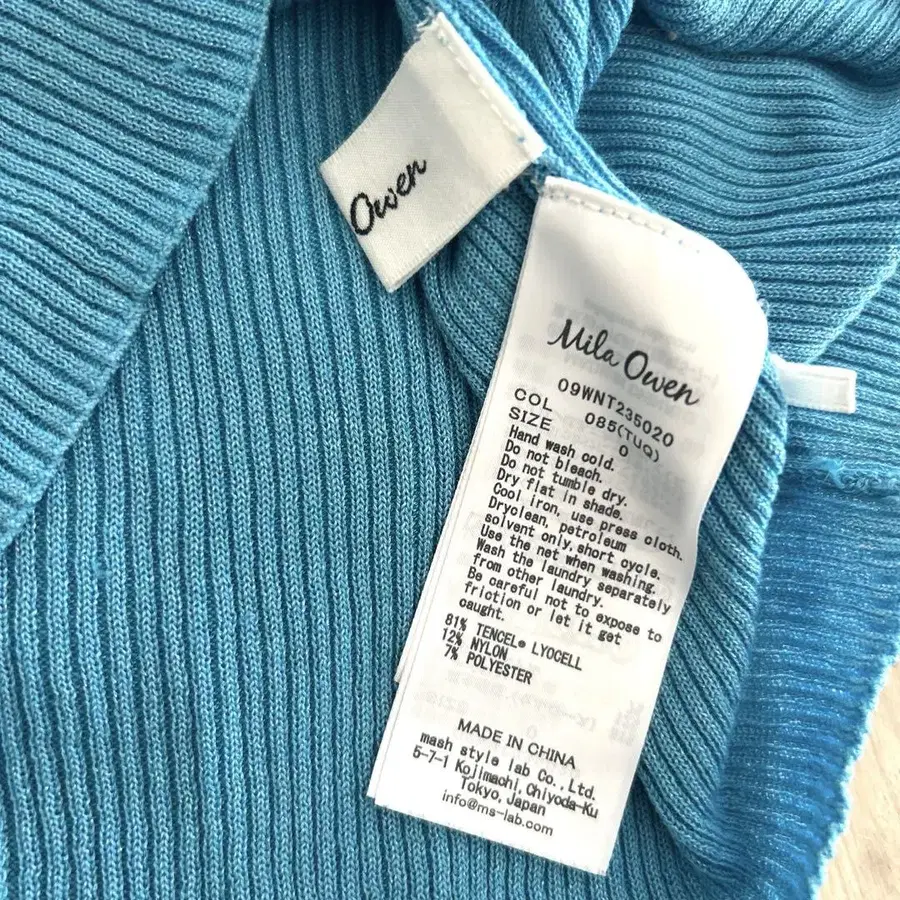 Owen
Mila Owen
09WNT235020
COL 085(TUQ)
SIZE 0
Hand wash cold.
Do not bleach.
Do not tumble dry.
Dry flat in shade.
Cool iron, use press cloth.
Dryclean, petroleum
solvent only, short cycle.
Use the net when washing.
Wash the laundry separately
from other laundry.
Be careful not to expose to
friction or let it get
caught.
81% TENCEL® LYOCELL
12% NYLON
7% POLYESTER
MADE IN CHINA
mash style lab Co., Ltd.
5-7-1 Kojimachi, Chiyoda-Ku
Tokyo, Japan
info@ms-lab.com